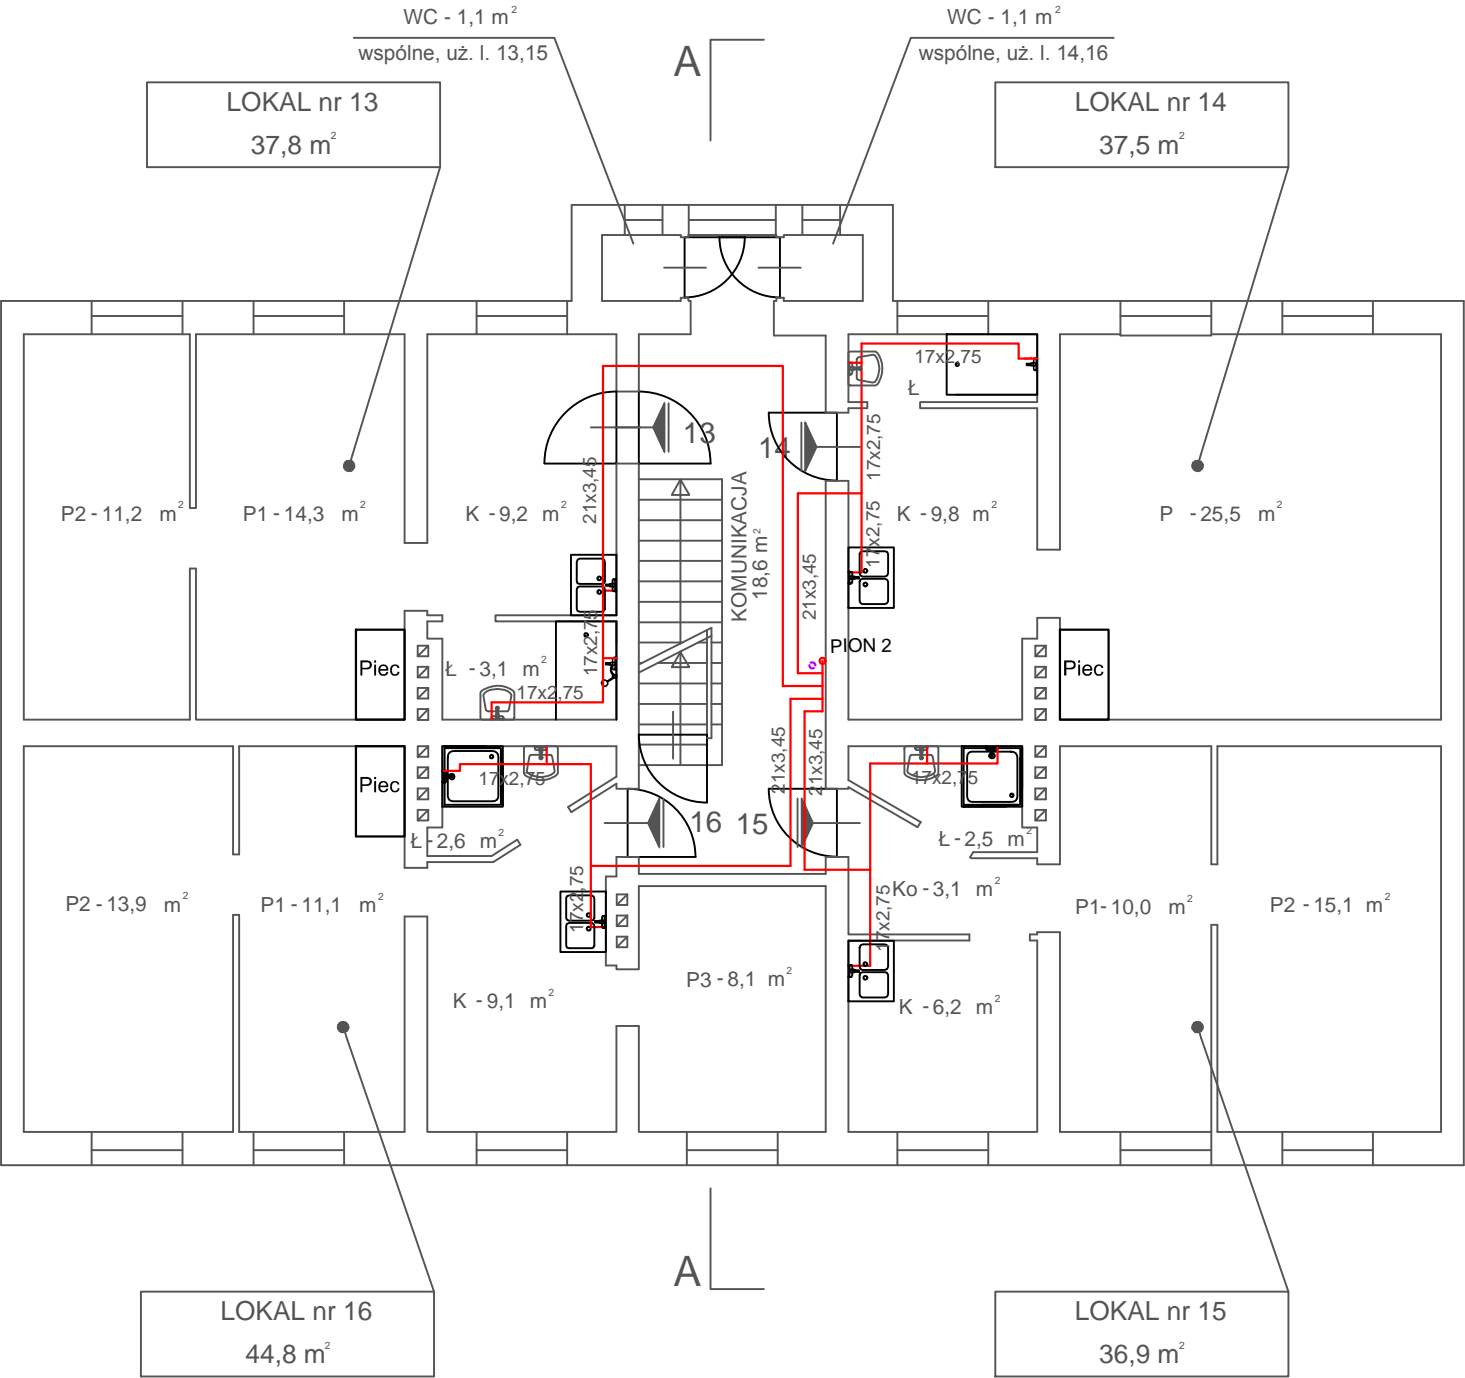 WC - 1,1 m²
wspólne, uż. l. 13,15
WC - 1,1 m²
wspólne, uż. l. 14,16
A
LOKAL nr 13
37,8 m²
LOKAL nr 14
37,5 m²
17x2,75
Ł
13
14
21x3,45
17x2,75
P2 - 11,2 m²
P1 - 14,3 m²
K - 9,2 m²
KOMUNIKACJA
18,6 m²
K - 9,8 m²
P - 25,5 m²
17x2,75
21x3,45
17x2,75
PION 2
Piec
Ł - 3,1 m²
17x2,75
Piec
Piec
17x2,75
21x3,45
21x3,45
17x2,75
16
15
Ł - 2,6 m²
Ł - 2,5 m²
17x2,75
17x2,75
Ko - 3,1 m²
P2 - 13,9 m²
P1 - 11,1 m²
P1 - 10,0 m²
P2 - 15,1 m²
P3 - 8,1 m²
K - 9,1 m²
K - 6,2 m²
A
LOKAL nr 16
44,8 m²
LOKAL nr 15
36,9 m²